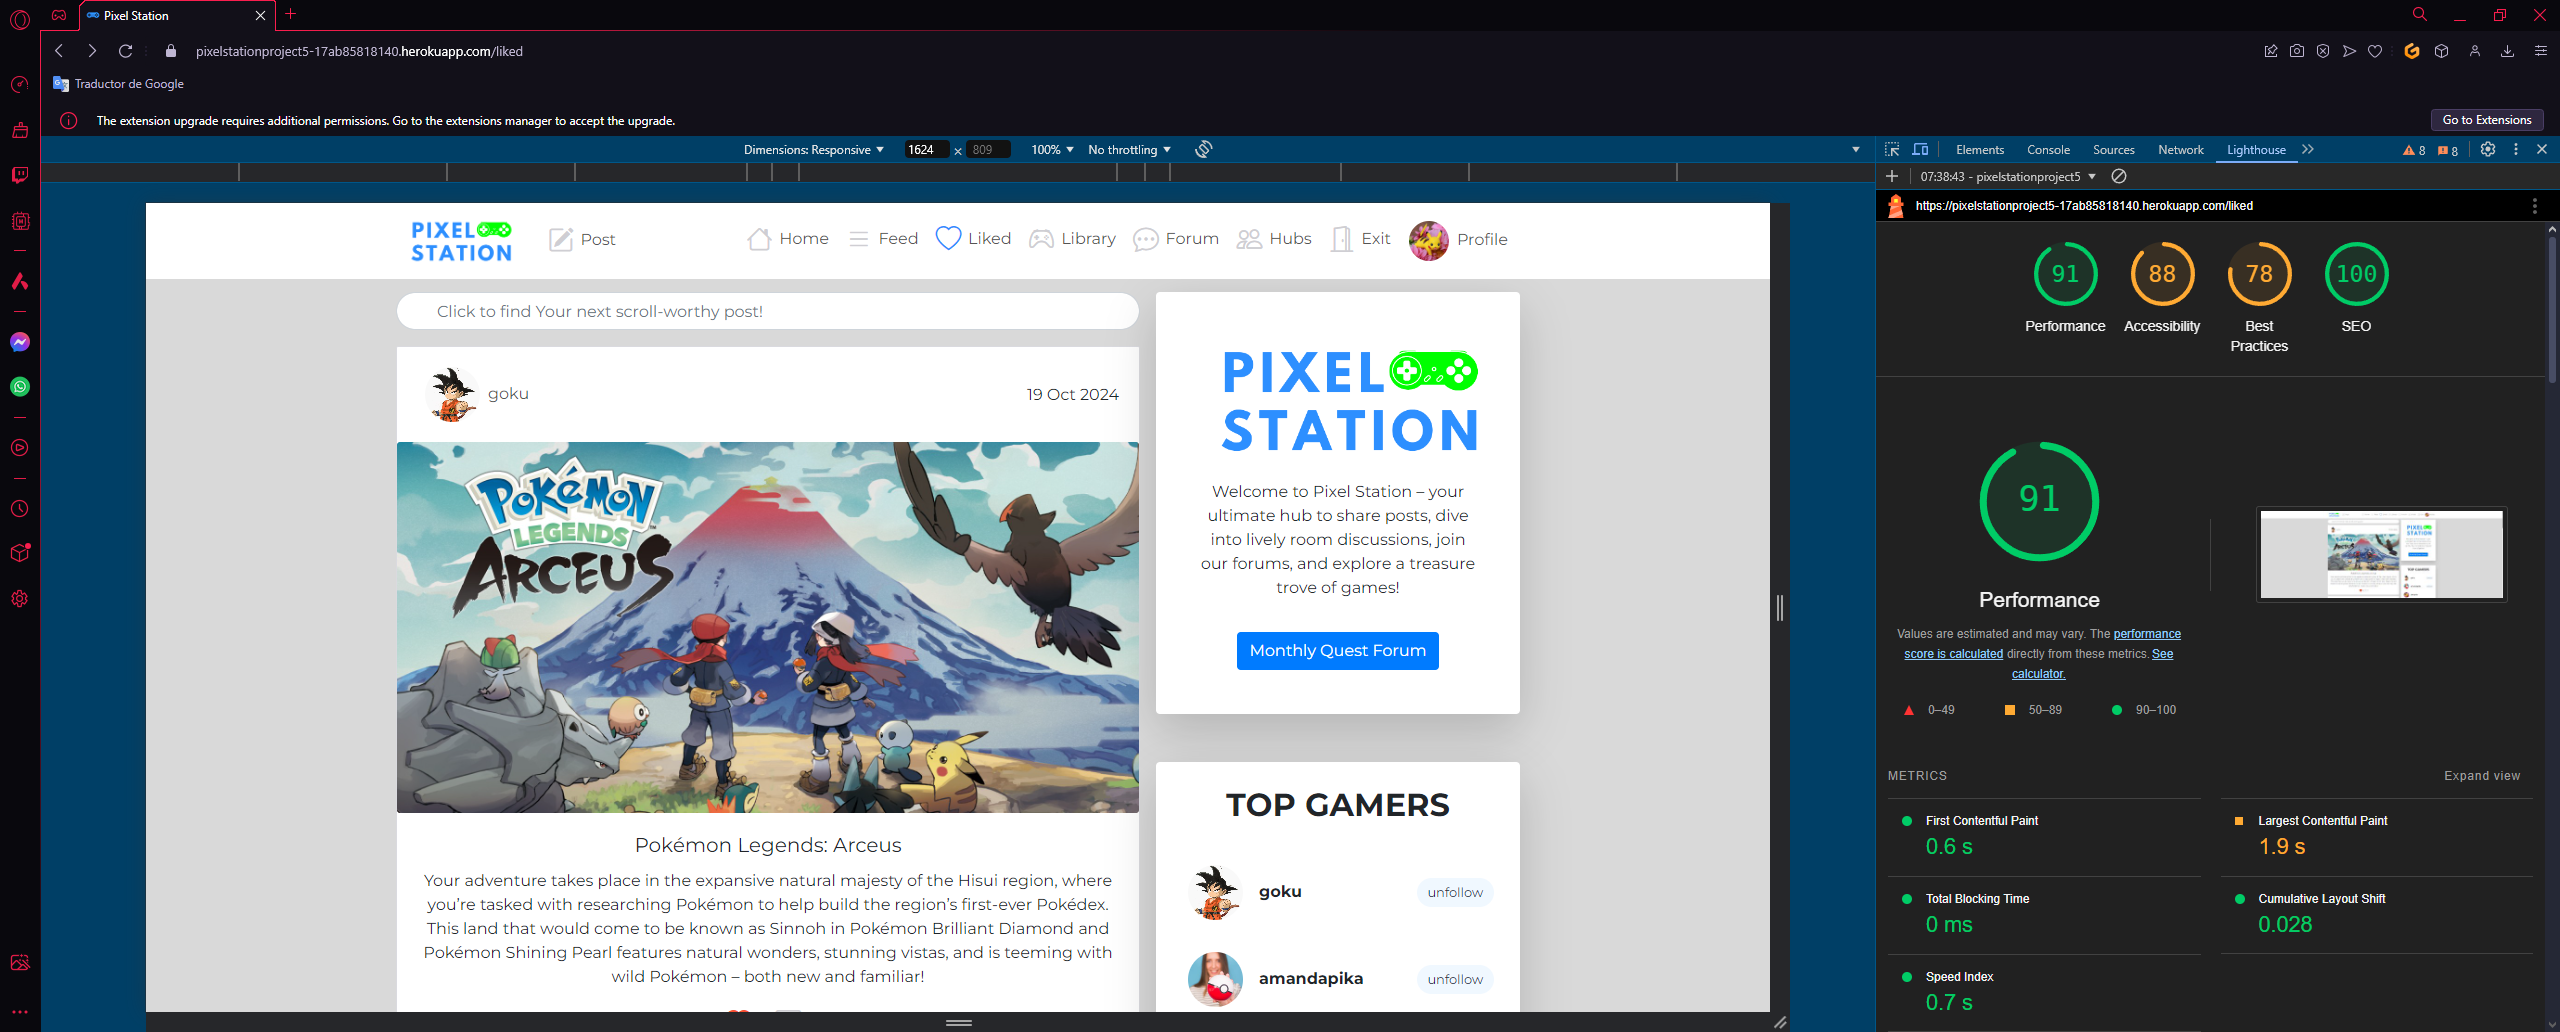 Pixel Station
pixelstationproject5-17ab85818140.herokuapp.com/liked
Traductor de Google
The extension upgrade requires additional permissions. Go to the extensions manager to accept the upgrade.
Go to Extensions
Dimensions: Responsive
1624 × 809
100%
No throttling
Elements
Console
Sources
Network
Lighthouse
8
8
07:38:43 - pixelstationproject5
https://pixelstationproject5-17ab85818140.herokuapp.com/liked
PIXEL
STATION
Post
Home
Feed
Liked
Library
Forum
Hubs
Exit
Profile
Click to find Your next scroll-worthy post!
goku
19 Oct 2024
POKéMON
LEGENDS
ARCEUS
Pokémon Legends: Arceus
Your adventure takes place in the expansive natural majesty of the Hisui region, where
you’re tasked with researching Pokémon to help build the region’s first-ever Pokédex.
This land that would come to be known as Sinnoh in Pokémon Brilliant Diamond and
Pokémon Shining Pearl features natural wonders, stunning vistas, and is teeming with
wild Pokémon – both new and familiar!
PIXEL
STATION
Welcome to Pixel Station – your
ultimate hub to share posts, dive
into lively room discussions, join
our forums, and explore a treasure
trove of games!
Monthly Quest Forum
TOP GAMERS
goku
unfollow
amandapika
unfollow
91
Performance
88
Accessibility
78
Best
Practices
100
SEO
91
Performance
Values are estimated and may vary. The performance
score is calculated directly from these metrics. See
calculator.
0–49
50–89
90–100
METRICS
Expand view
First Contentful Paint
0.6 s
Largest Contentful Paint
1.9 s
Total Blocking Time
0 ms
Cumulative Layout Shift
0.028
Speed Index
0.7 s